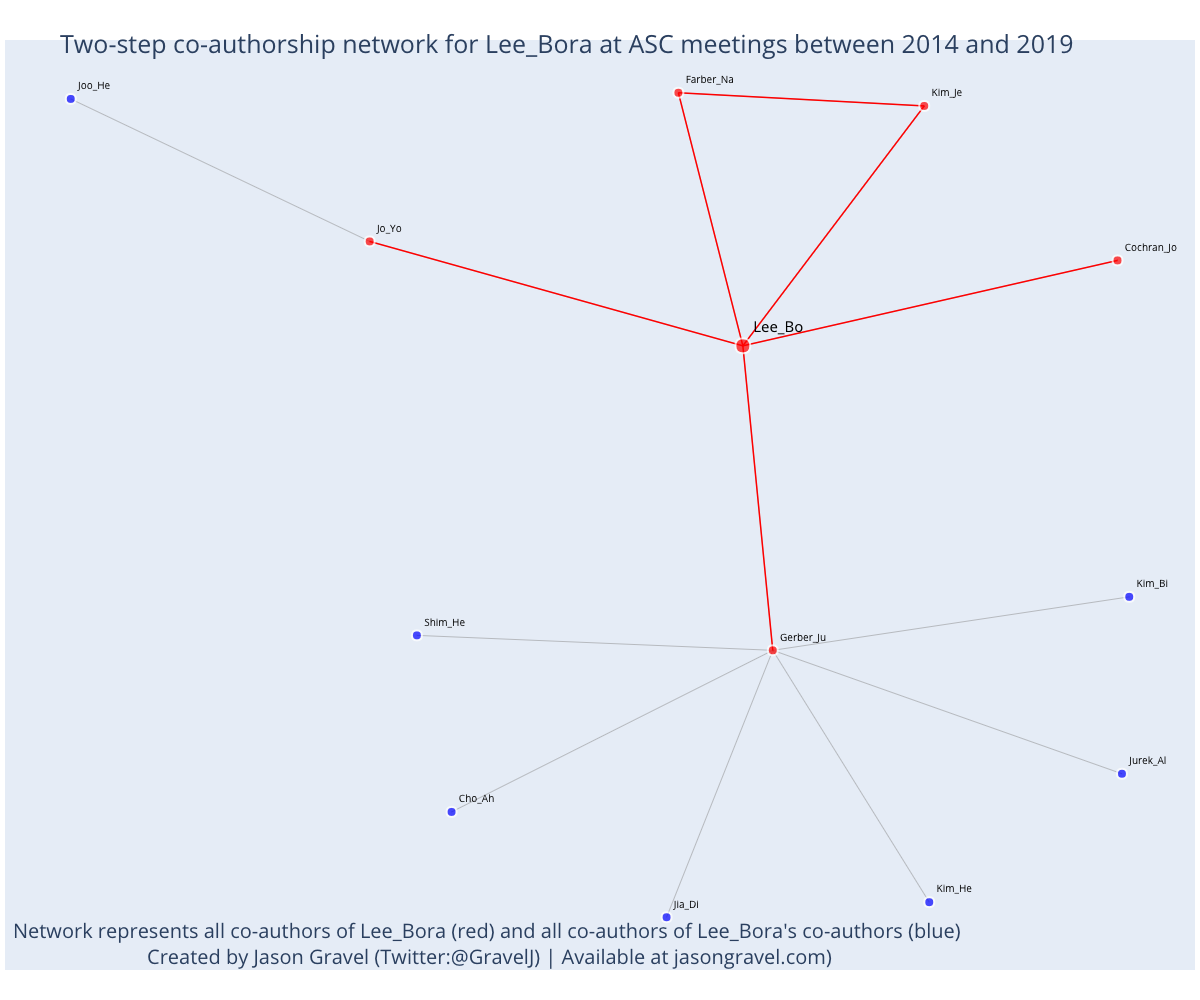 Two-step co-authorship network for Lee_Bora at ASC meetings between 2014 and 2019
Farber_Na
Joo_He
Kim_Je
Jo_Yo
Cochran_Jo
Lee_Bo
Kim_Bi
Shim_He
Gerber_Ju
Jurek_Al
Cho_Ah
Kim_He
Jia_Di
Network represents all co-authors of Lee_Bora (red) and all co-authors of Lee_Bora's co-authors (blue)
Created by Jason Gravel (Twitter:@GravelJ) | Available at jasongravel.com)